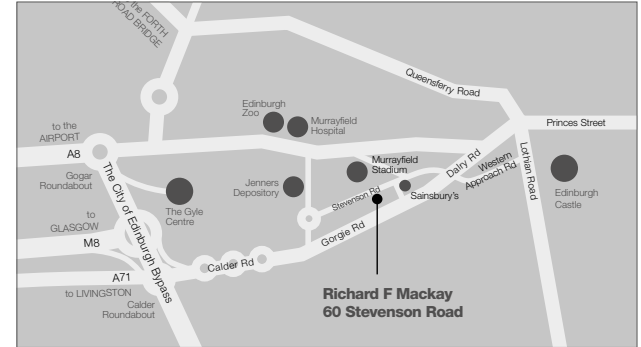 to the FORTH
ROAD BRIDGE
Queensferry Road
Princes Street
Edinburgh
Zoo
Murrayfield
Hospital
to the
AIRPORT
A8
Gogar
Roundabout
The City of Edinburgh Bypass
The Gyle
Centre
Jenners
Depository
Murrayfield
Stadium
Stevenson Rd
Sainsbury's
Dalry Rd
Western
Approach Rd
Lothian Road
Edinburgh
Castle
Gorgie Rd
Calder Rd
to
GLASGOW
M8
A71
to LIVINGSTON
Calder
Roundabout
Richard F Mackay
60 Stevenson Road